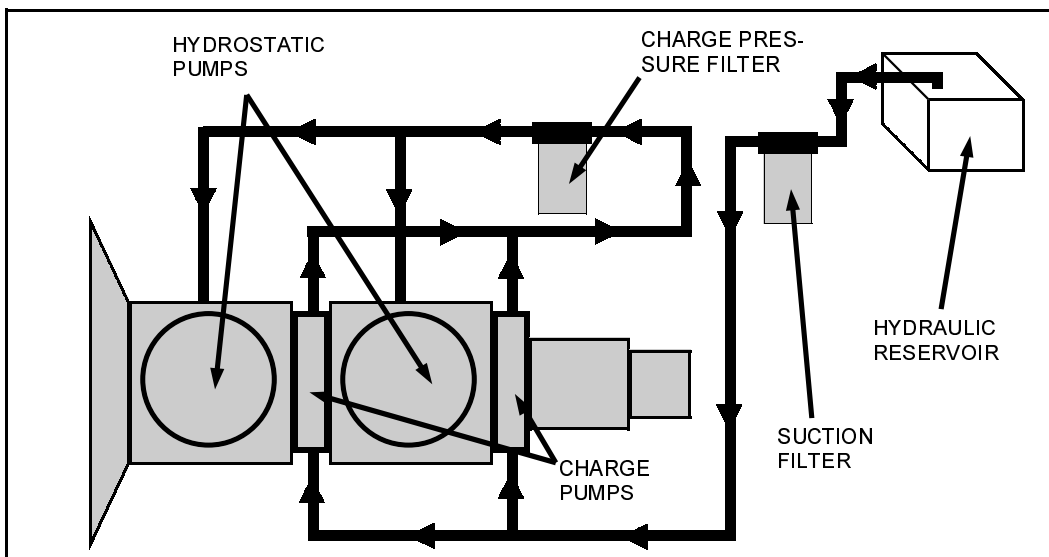 HYDROSTATIC
PUMPS
CHARGE PRES-
SURE FILTER
HYDRAULIC
RESERVOIR
SUCTION
FILTER
CHARGE
PUMPS